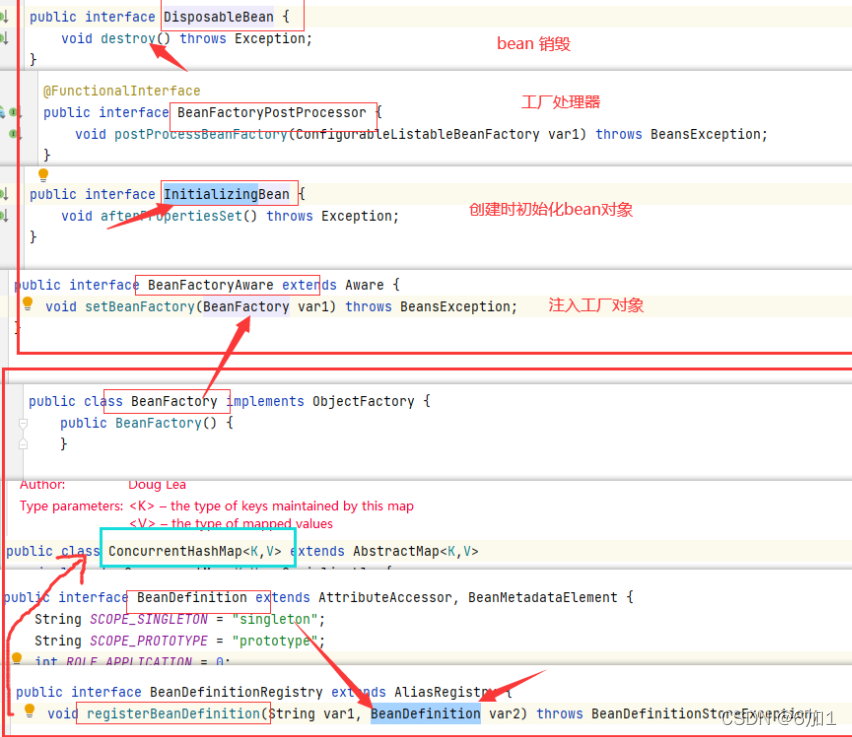 public interface DisposableBean {
void destroy() throws Exception;
bean 销毁
}
@FunctionalInterface
public interface BeanFactoryPostProcessor {
工厂处理器
void postProcessBeanFactory(ConfigurableListableBeanFactory var1) throws BeansException;
}
public interface InitializingBean {
void afterPropertiesSet() throws Exception;
创建时初始化bean对象
}
public interface BeanFactoryAware extends Aware {
void setBeanFactory(BeanFactory var1) throws BeansException;
注入工厂对象
}
public class BeanFactory implements ObjectFactory {
public BeanFactory() {
}
Author: Doug Lea
Type parameters: <K> – the type of keys maintained by this map
<V> – the type of mapped values
public class ConcurrentHashMap<K,V> extends AbstractMap<K,V>
public interface BeanDefinition extends AttributeAccessor, BeanMetadataElement {
String SCOPE_SINGLETON = "singleton";
String SCOPE_PROTOTYPE = "prototype";
int ROLE_APPLICATION = 0;
public interface BeanDefinitionRegistry extends AliasRegistry {
void registerBeanDefinition(String var1, BeanDefinition var2) throws BeanDefinitionStoreException;
CSDN @8加1